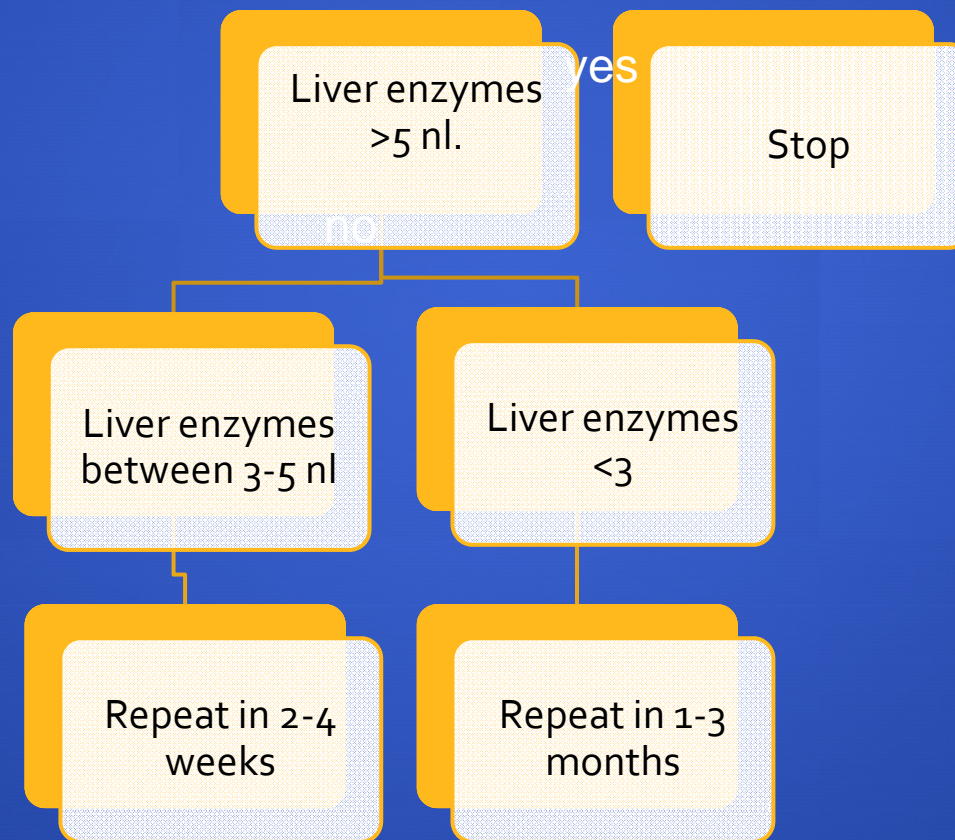 Liver enzymes
>5 nl.
yes
Stop
no
Liver enzymes
between 3-5 nl
Liver enzymes
<3
Repeat in 2-4
weeks
Repeat in 1-3
months